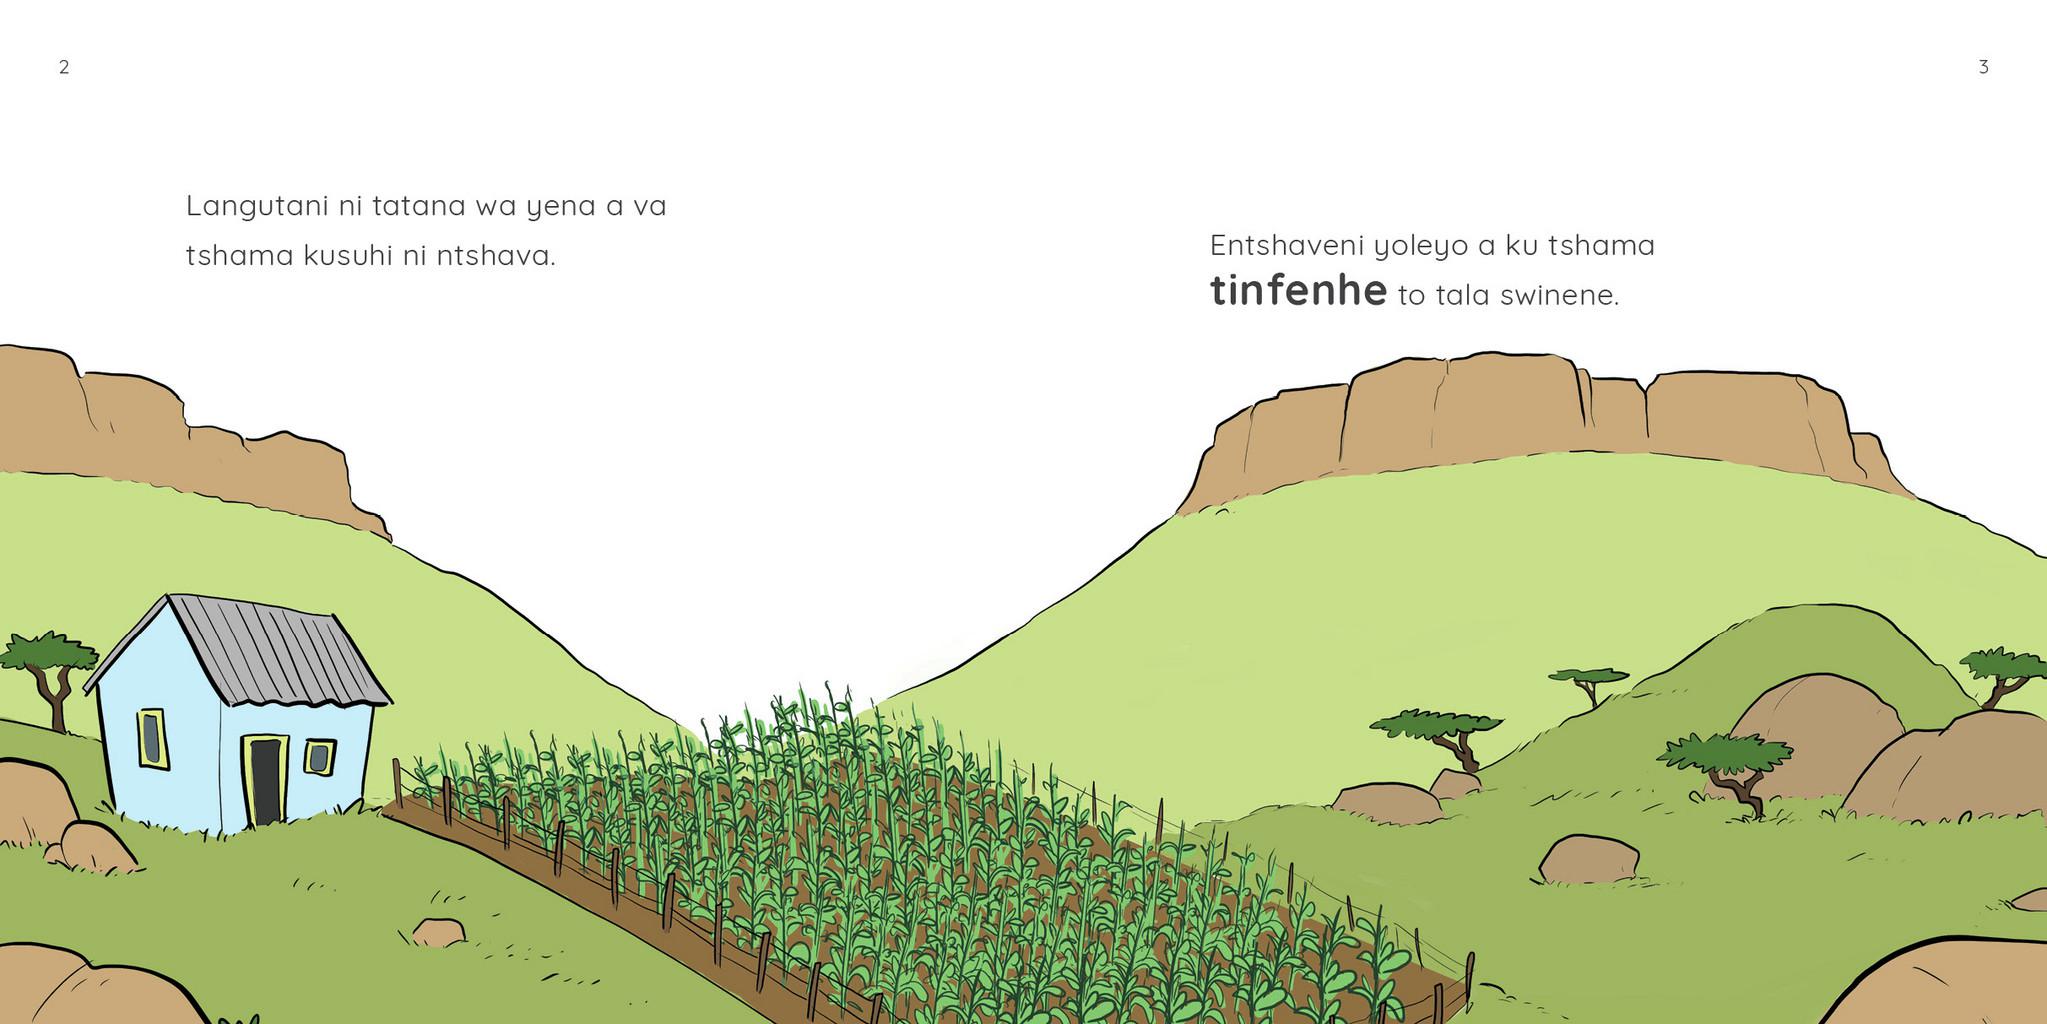 2
Langutani ni tatana wa yena a va
tshama kusuhi ni ntshava.
3
Entshaveni yoleyo a ku tshama
tinfenhe to tala swinene.